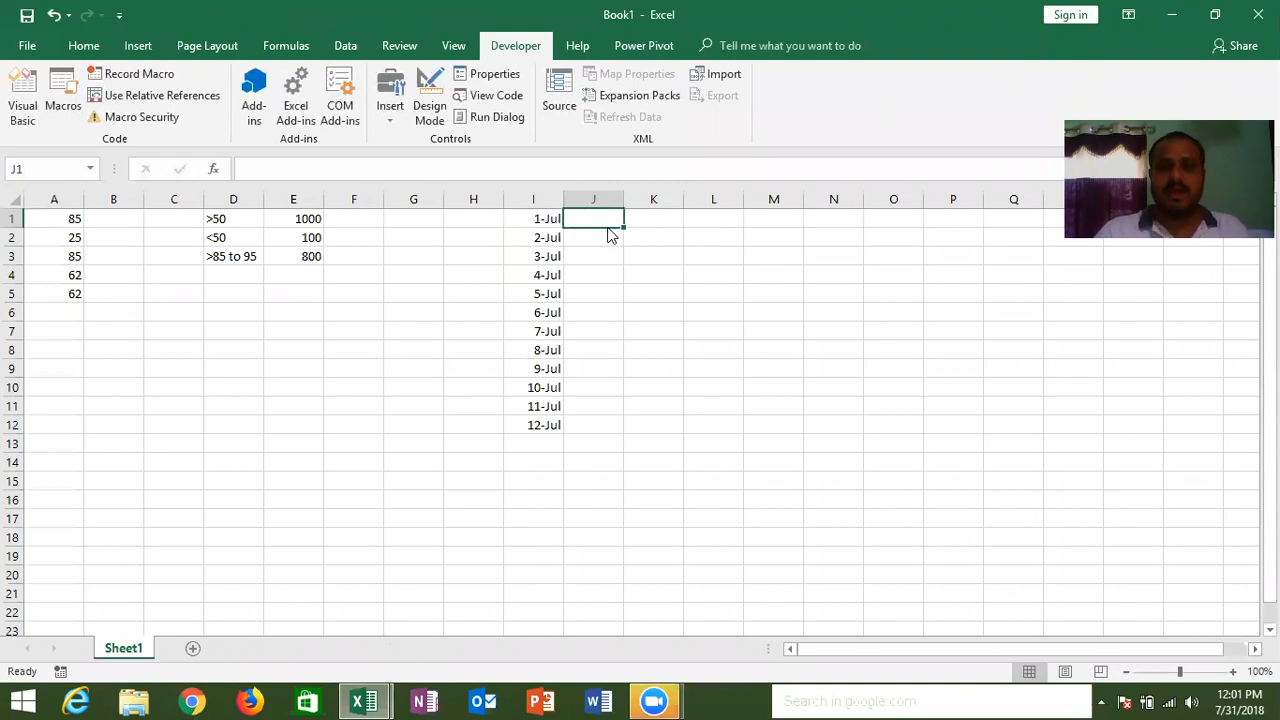 Book1 - Excel
Sign in
File Home Insert Page Layout Formulas Data Review View Developer Help Power Pivot Tell me what you want to do Share
Visual Basic
Macros
Record Macro
Use Relative References
Macro Security
Code
Add-ins
Excel Add-ins
COM Add-ins
Add-ins
Insert
Design Mode
Properties
View Code
Run Dialog
Controls
Source
Map Properties
Expansion Packs
Refresh Data
Import
Export
XML
J1
fx
A B C D E F G H I J K L M N O P Q
1 85 >50 1000 1-Jul
2 25 <50 100 2-Jul
3 85 >85 to 95 800 3-Jul
4 62 4-Jul
5 62 5-Jul
6 6-Jul
7 7-Jul
8 8-Jul
9 9-Jul
10 10-Jul
11 11-Jul
12 12-Jul
13
14
15
16
17
18
19
20
21
22
23
Sheet1
Ready
100%
Search in google.com
12:01 PM
7/31/2018